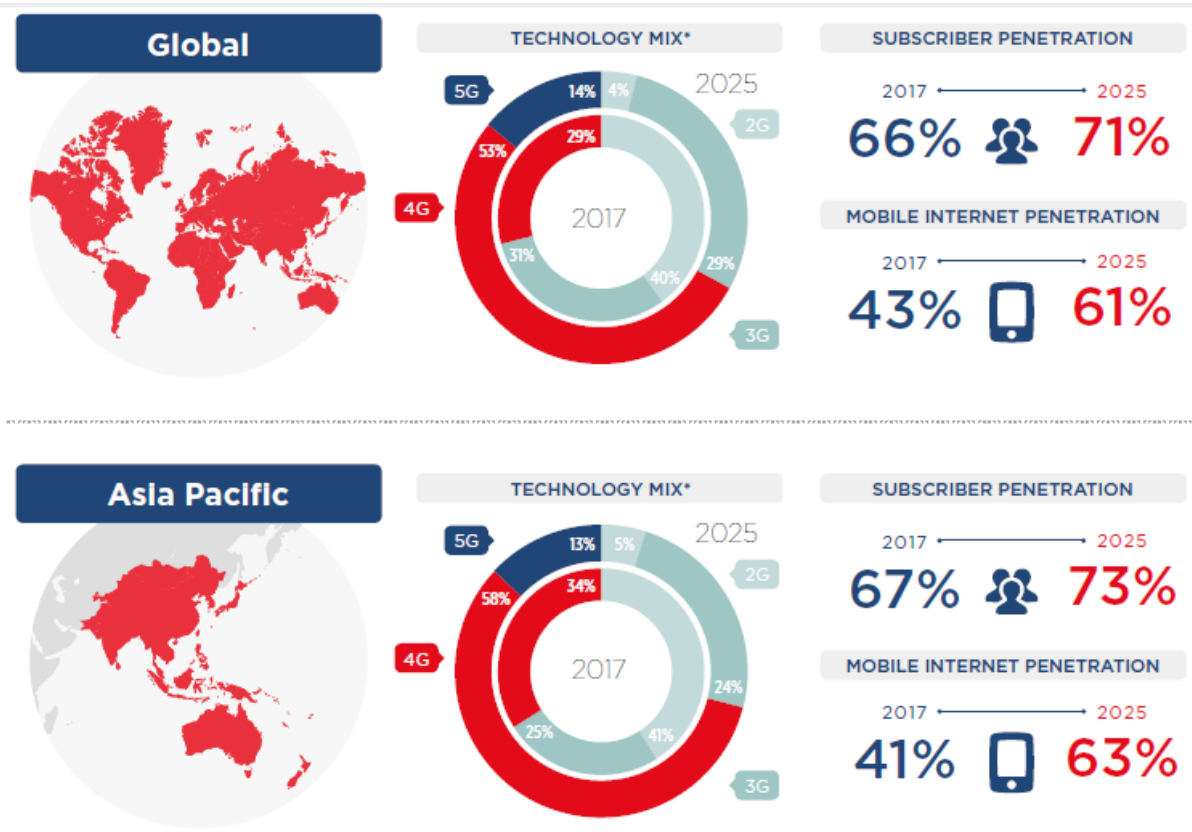 Global
TECHNOLOGY MIX*
2025
2017
5G
4G
2G
3G
14%
4%
53%
29%
29%
31%
40%
SUBSCRIBER PENETRATION
2017 2025
66% 71%
MOBILE INTERNET PENETRATION
2017 2025
43% 61%
Asia Pacific
TECHNOLOGY MIX*
2025
2017
5G
4G
2G
3G
13%
5%
58%
34%
24%
25%
41%
SUBSCRIBER PENETRATION
2017 2025
67% 73%
MOBILE INTERNET PENETRATION
2017 2025
41% 63%